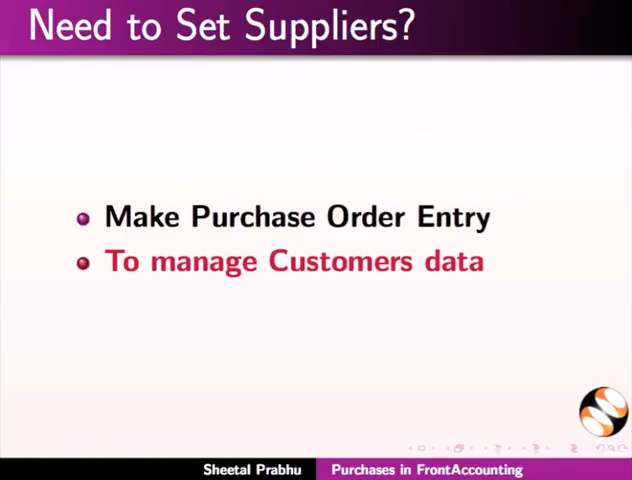 Need to Set Suppliers?
Make Purchase Order Entry
To manage Customers data
Sheetal Prabhu
Purchases in FrontAccounting